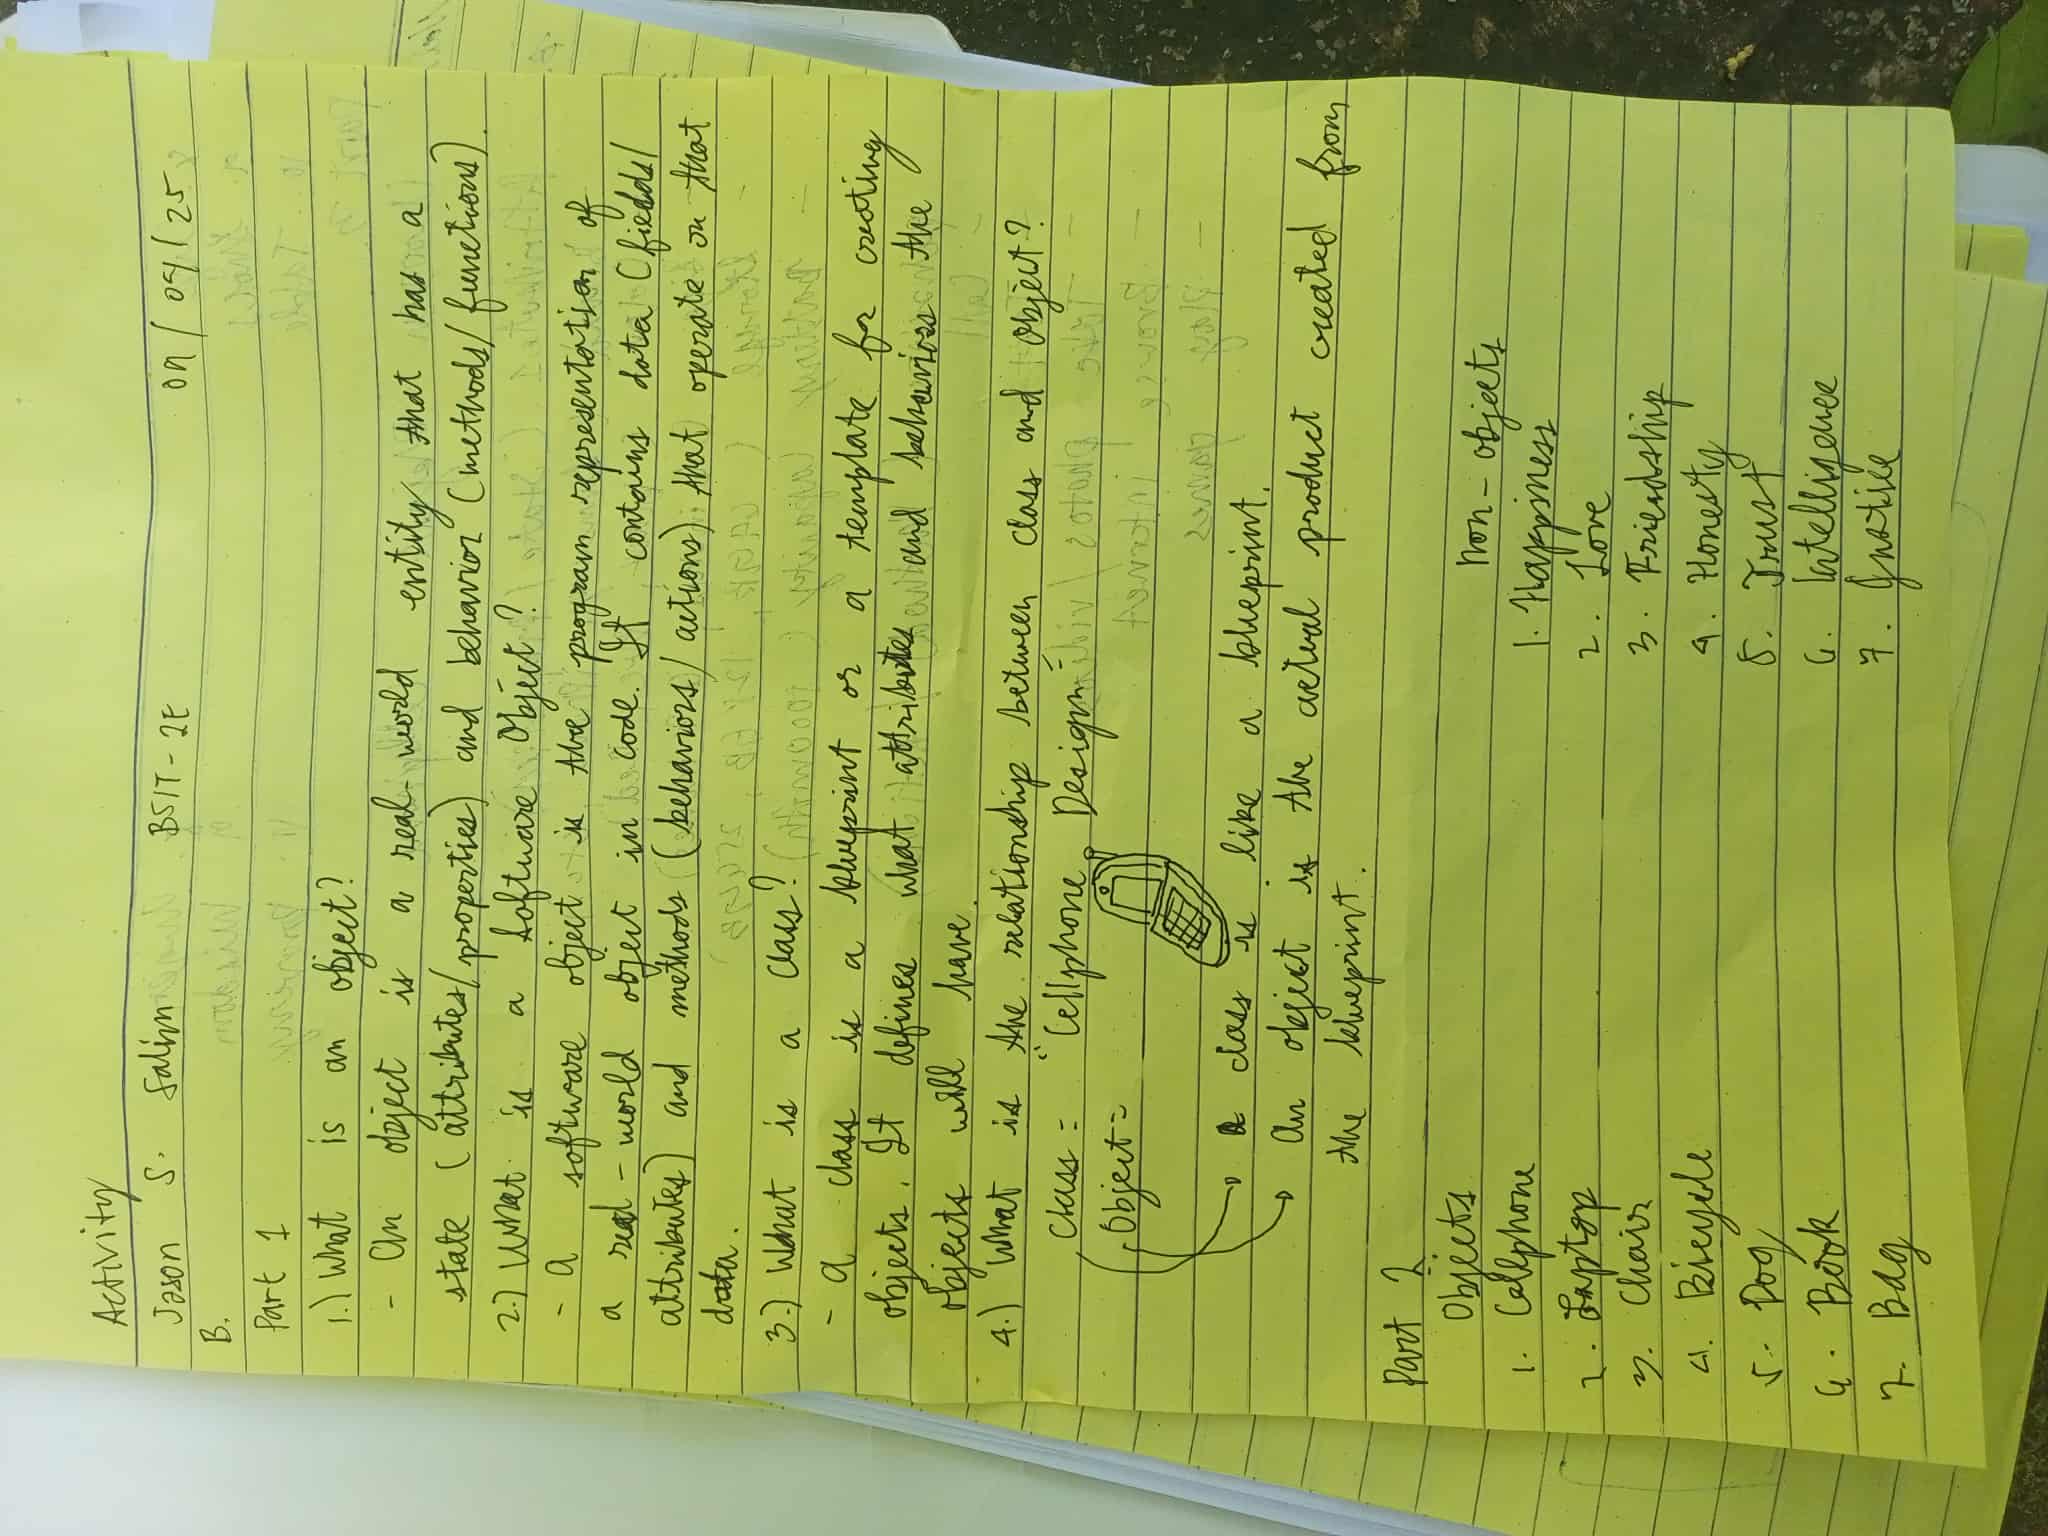 Activity
Jason S. Salinn BSIT-2E 09/09/25
B.
Part 1
1.) What is an object?
- An object is a real-world entity that has a
state (attributes/properties) and behavior (methods/functions).
2.) What is a Software Object?
- A software object is the program representation of
a real-world object in code. It contains data (fields/
attributes) and methods (behaviors/actions) that operate on that
data.
3.) What is a class?
- A class is a blueprint or a template for creating
objects. It defines what attributes and behaviors the
objects will have.
4.) What is the relationship between class and object?
Class = "Cellphone Design"
Object =
A class is like a blueprint.
An object is the actual product created from
the blueprint.
Part 2
Objects Non-objects
1. Cellphone 1. Happiness
2. Laptop 2. Love
3. Chair 3. Friendship
4. Bicycle 4. Honesty
5. Dog 5. Trust
6. Book 6. Intelligence
7. Bag 7. Justice